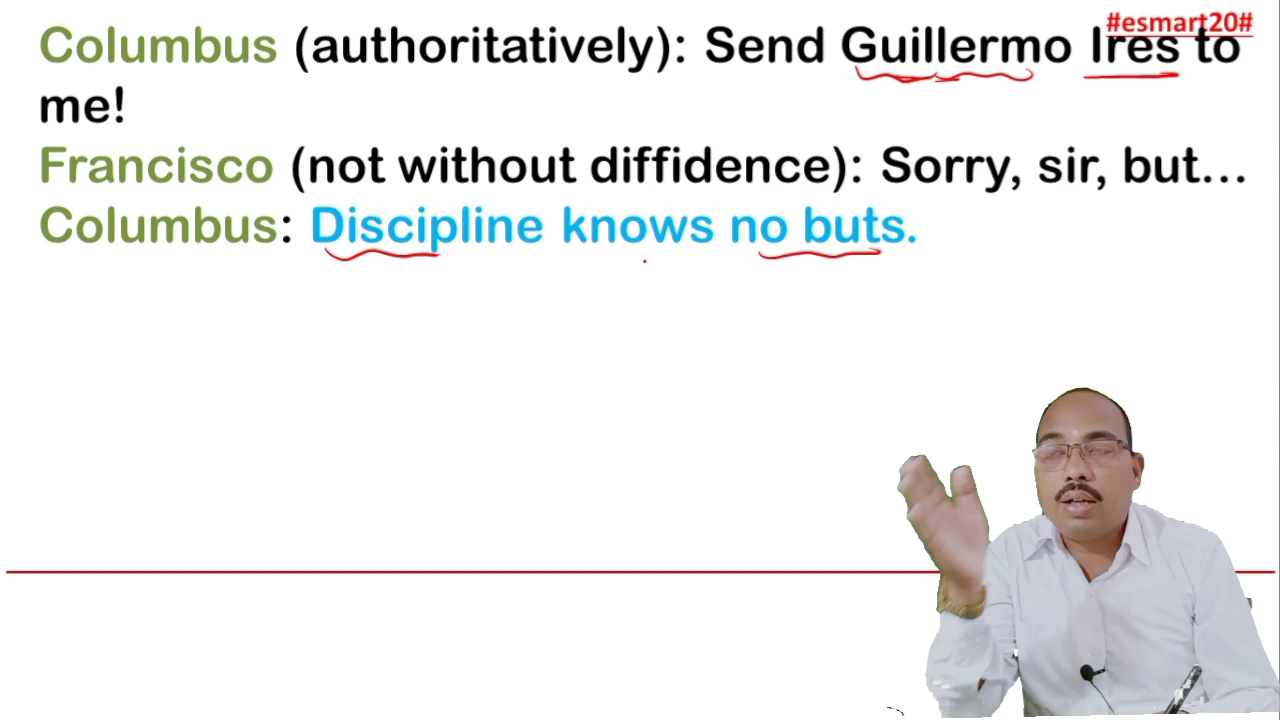 #esmart20#
Columbus (authoritatively): Send Guillermo Ires to
me!
Francisco (not without diffidence): Sorry, sir, but...
Columbus: Discipline knows no buts.